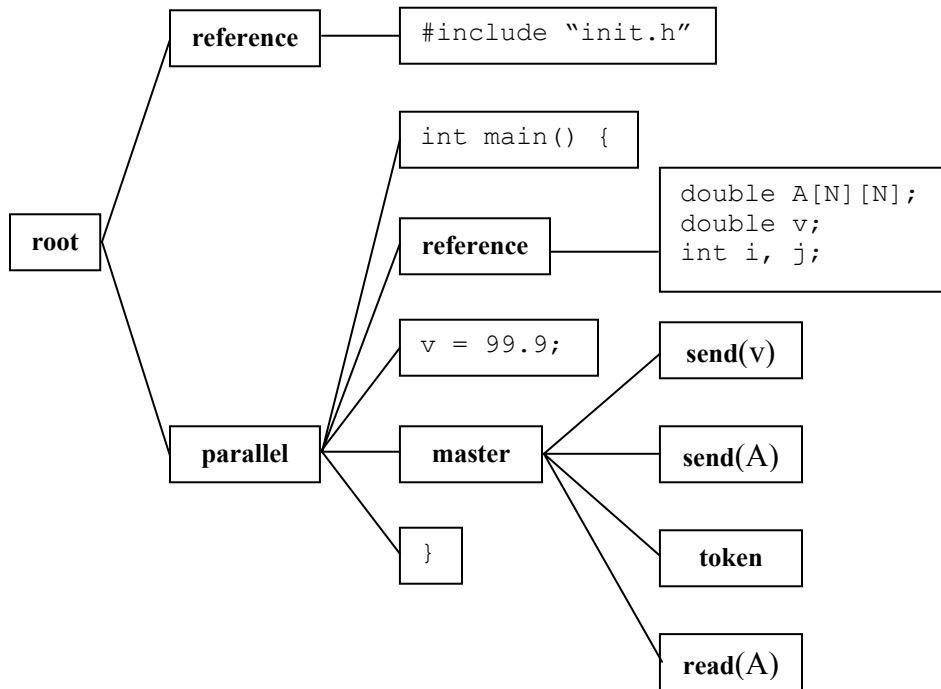 reference
#include “init.h”
int main() {
double A[N][N];
double v;
int i, j;
root
reference
v = 99.9;
send(v)
parallel
master
send(A)
}
token
read(A)